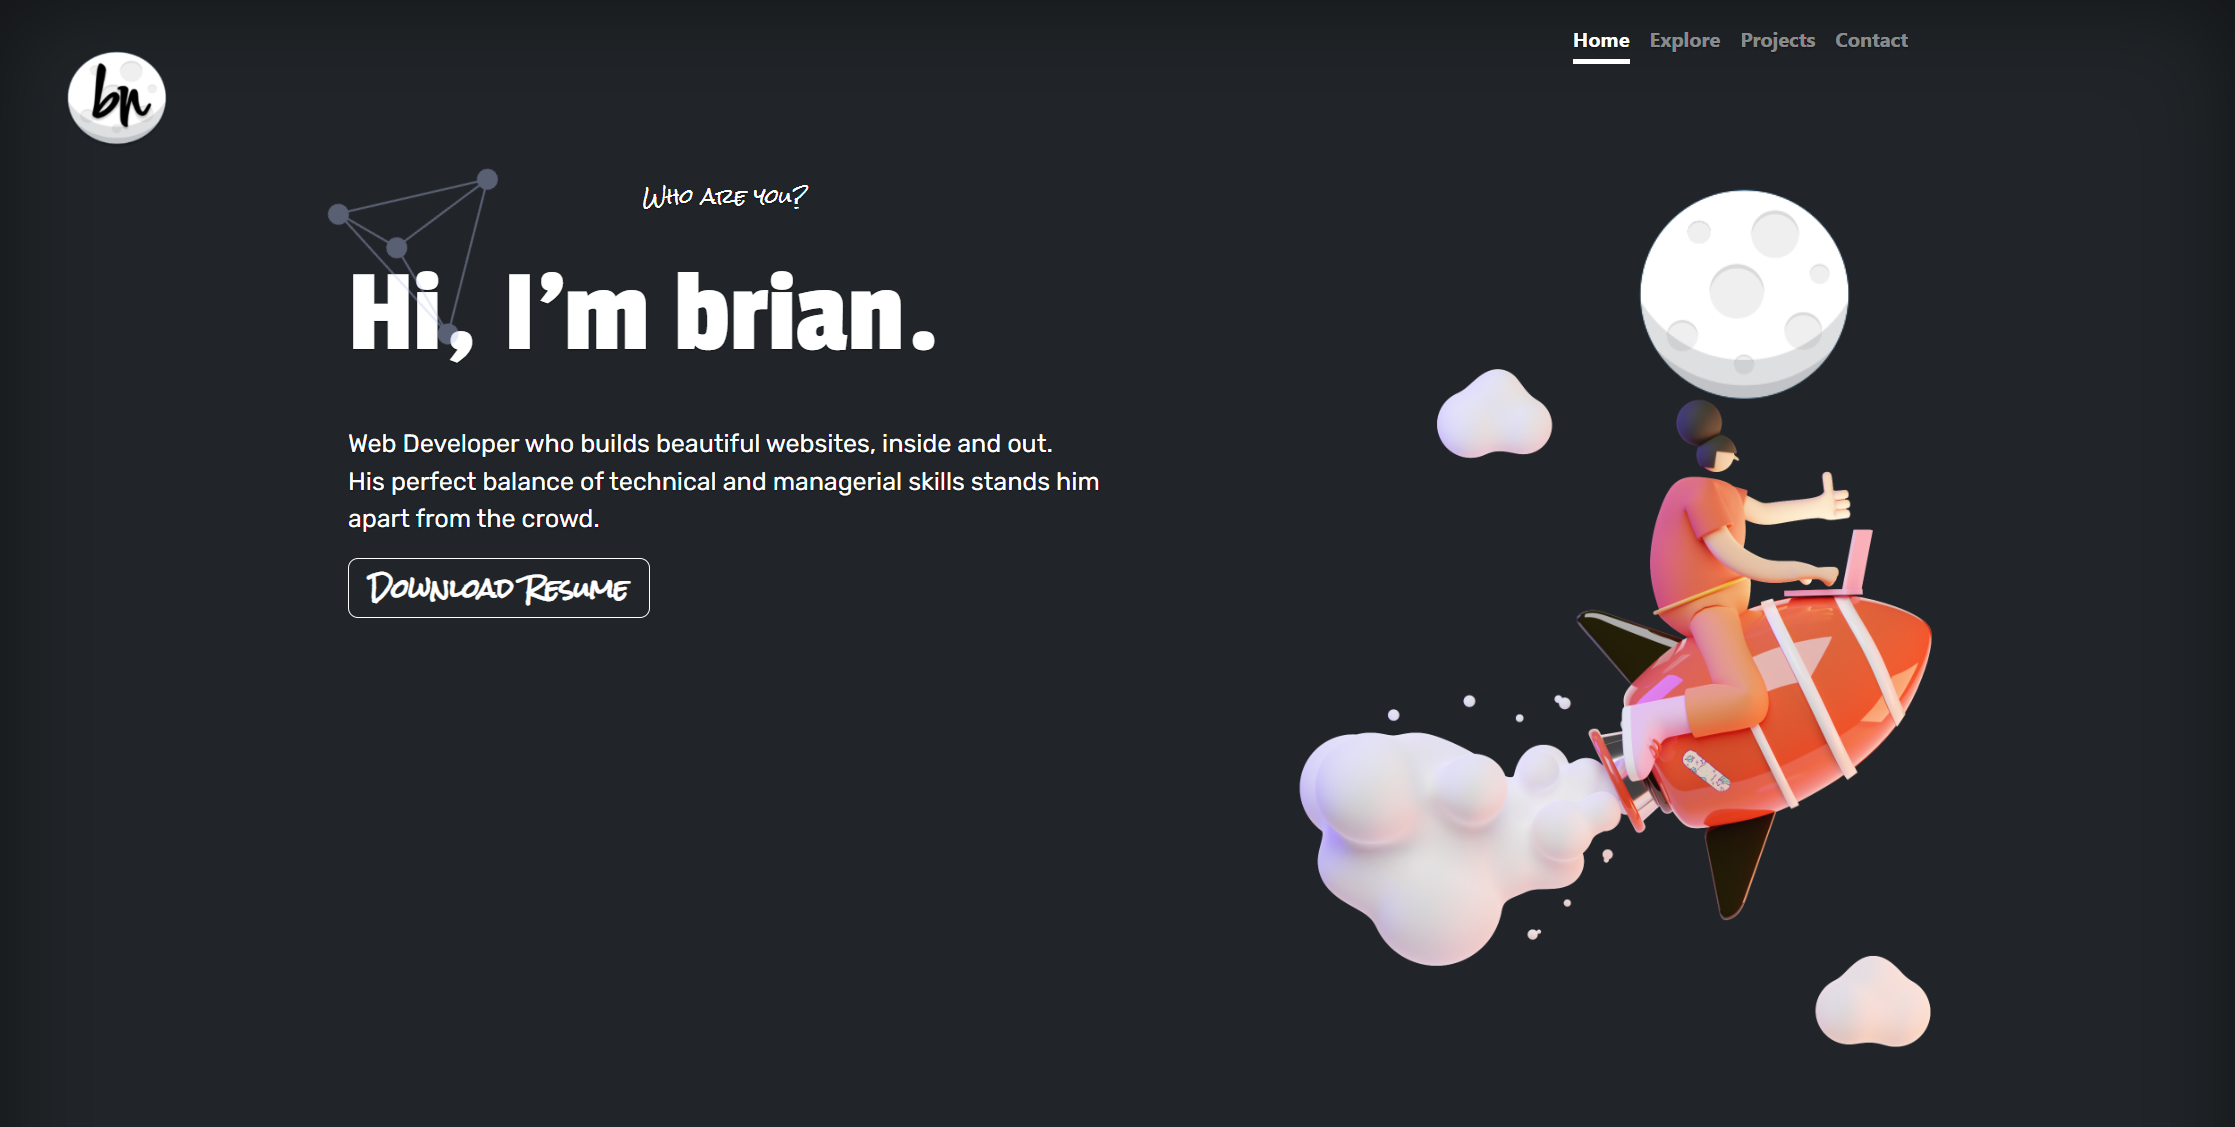 Home Explore Projects Contact
bn
Who are you?
Hi, I'm brian.
Web Developer who builds beautiful websites, inside and out.
His perfect balance of technical and managerial skills stands him
apart from the crowd.
Download Resume